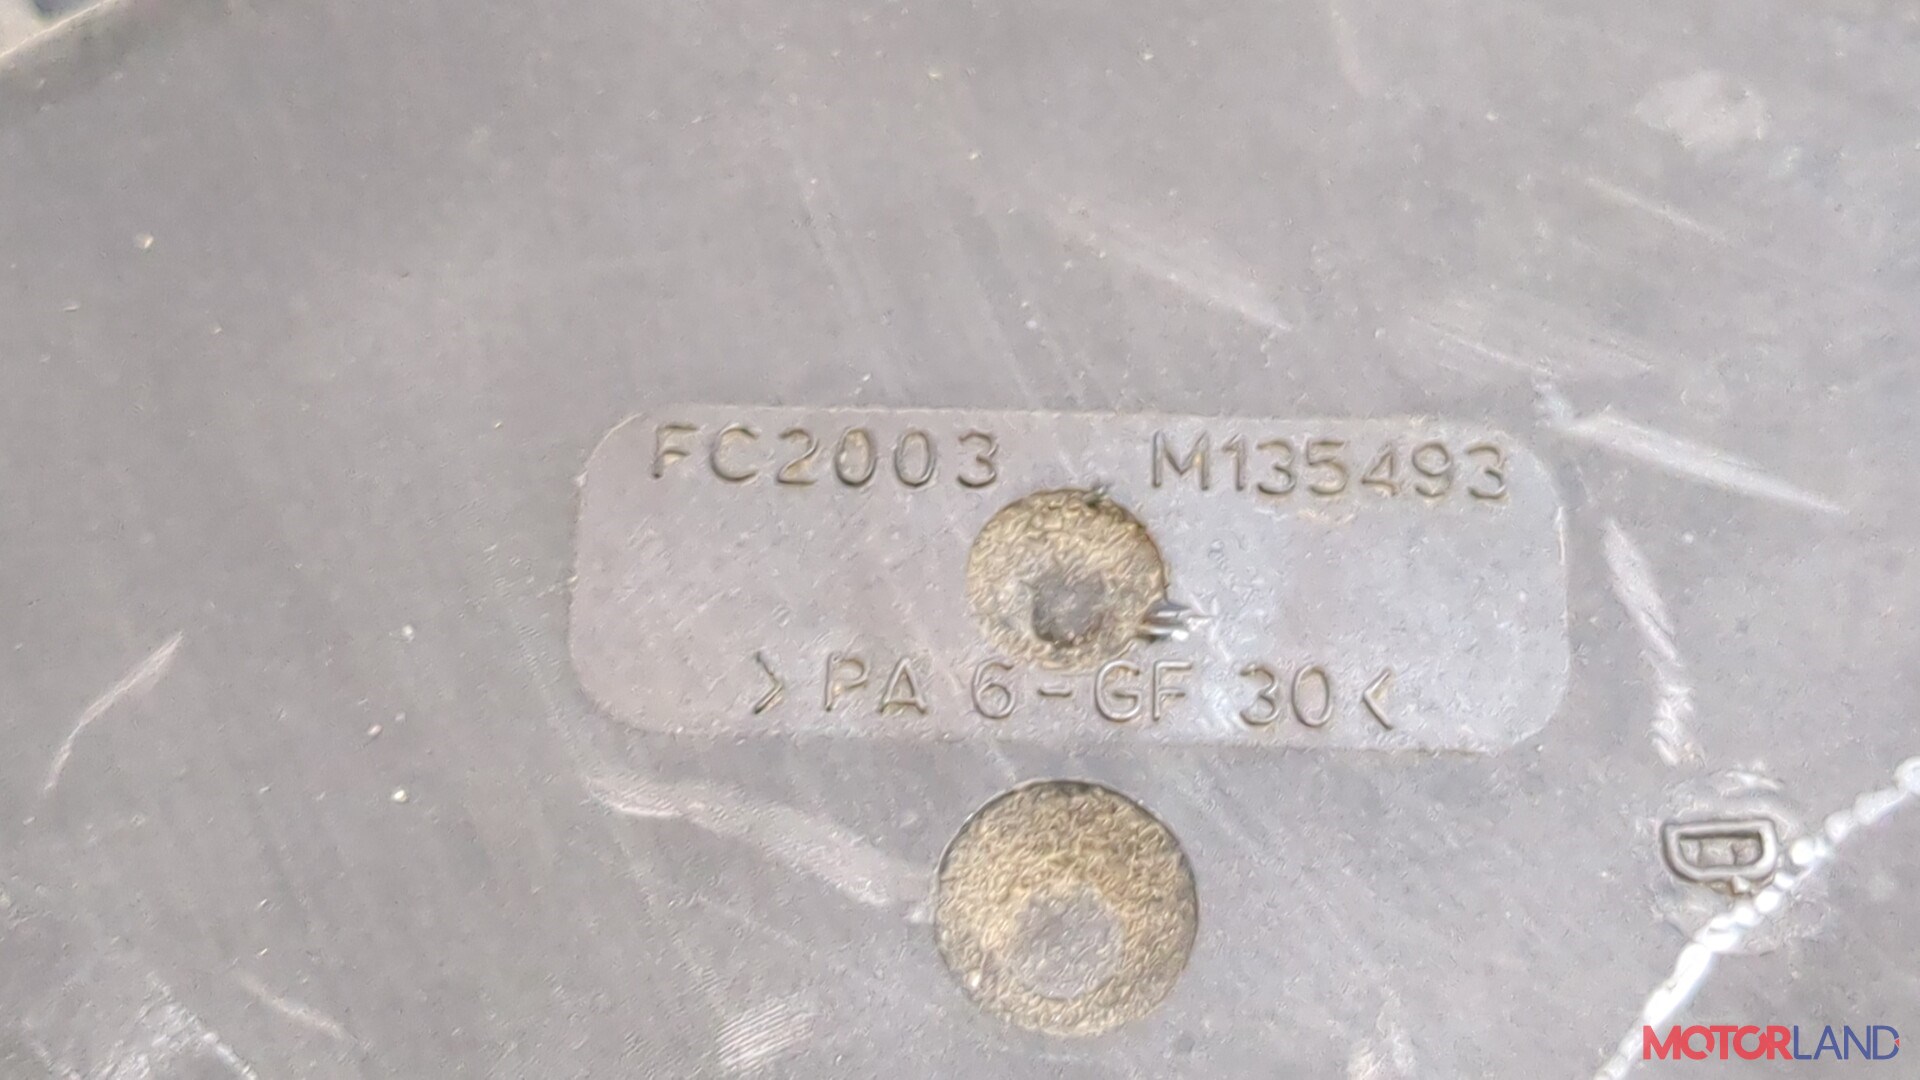 FC2003 M135493
>PA 6-GF 30<
D
MOTORLAND